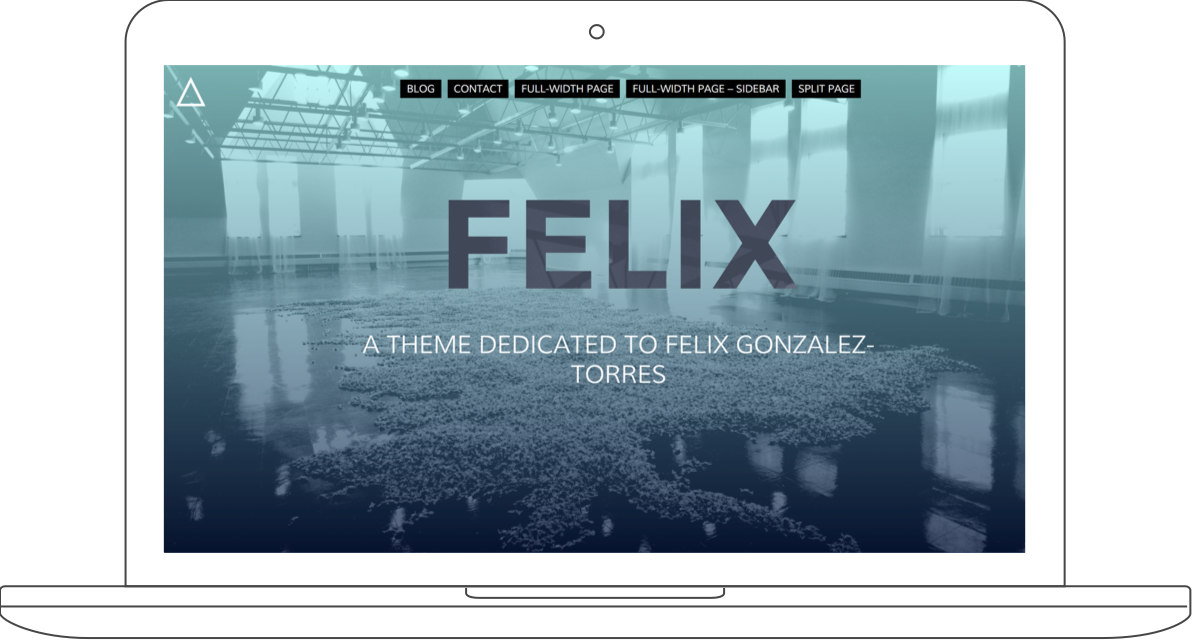 BLOG CONTACT FULL-WIDTH PAGE FULL-WIDTH PAGE – SIDEBAR SPLIT PAGE
FELIX
A THEME DEDICATED TO FELIX GONZALEZ-
TORRES